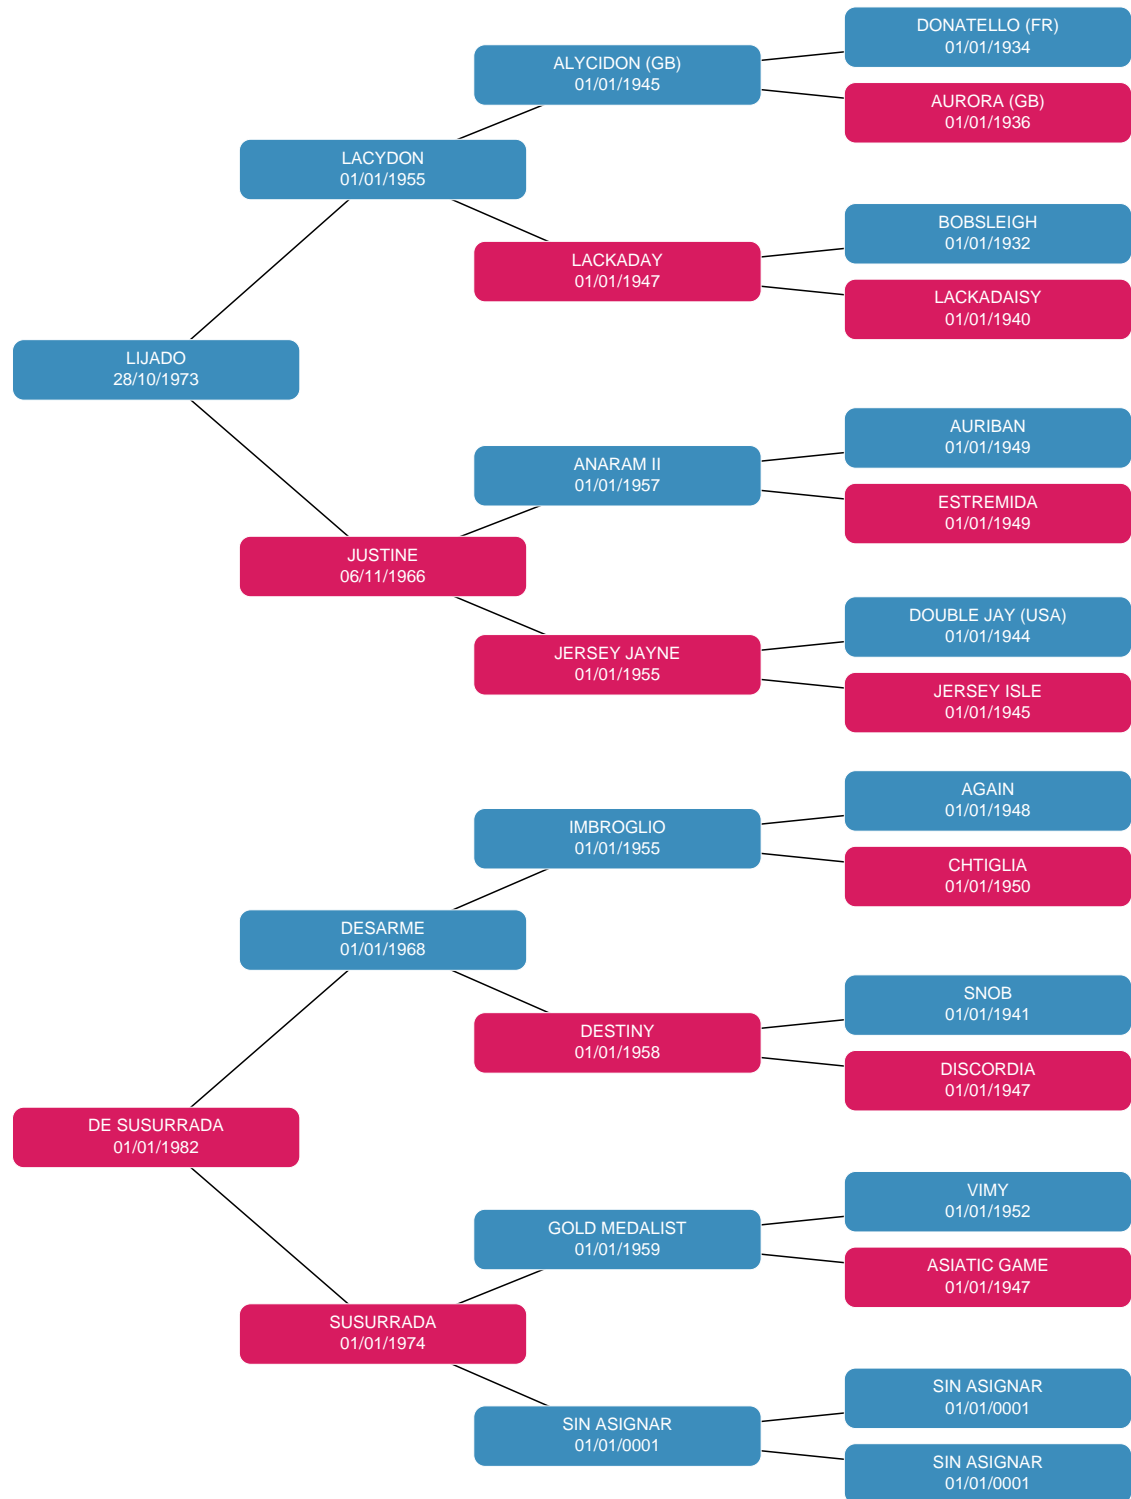 DONATELLO (FR)
01/01/1934
ALYCIDON (GB)
01/01/1945
AURORA (GB)
01/01/1936
LACYDON
01/01/1955
BOBSLEIGH
01/01/1932
LACKADAY
01/01/1947
LACKADAISY
01/01/1940
LIJADO
28/10/1973
AURIBAN
01/01/1949
ANARAM II
01/01/1957
ESTREMIDA
01/01/1949
JUSTINE
06/11/1966
DOUBLE JAY (USA)
01/01/1944
JERSEY JAYNE
01/01/1955
JERSEY ISLE
01/01/1945
AGAIN
01/01/1948
IMBROGLIO
01/01/1955
CHTIGLIA
01/01/1950
DESARME
01/01/1968
SNOB
01/01/1941
DESTINY
01/01/1958
DISCORDIA
01/01/1947
DE SUSURRADA
01/01/1982
VIMY
01/01/1952
GOLD MEDALIST
01/01/1959
ASIATIC GAME
01/01/1947
SUSURRADA
01/01/1974
SIN ASIGNAR
01/01/0001
SIN ASIGNAR
01/01/0001
SIN ASIGNAR
01/01/0001